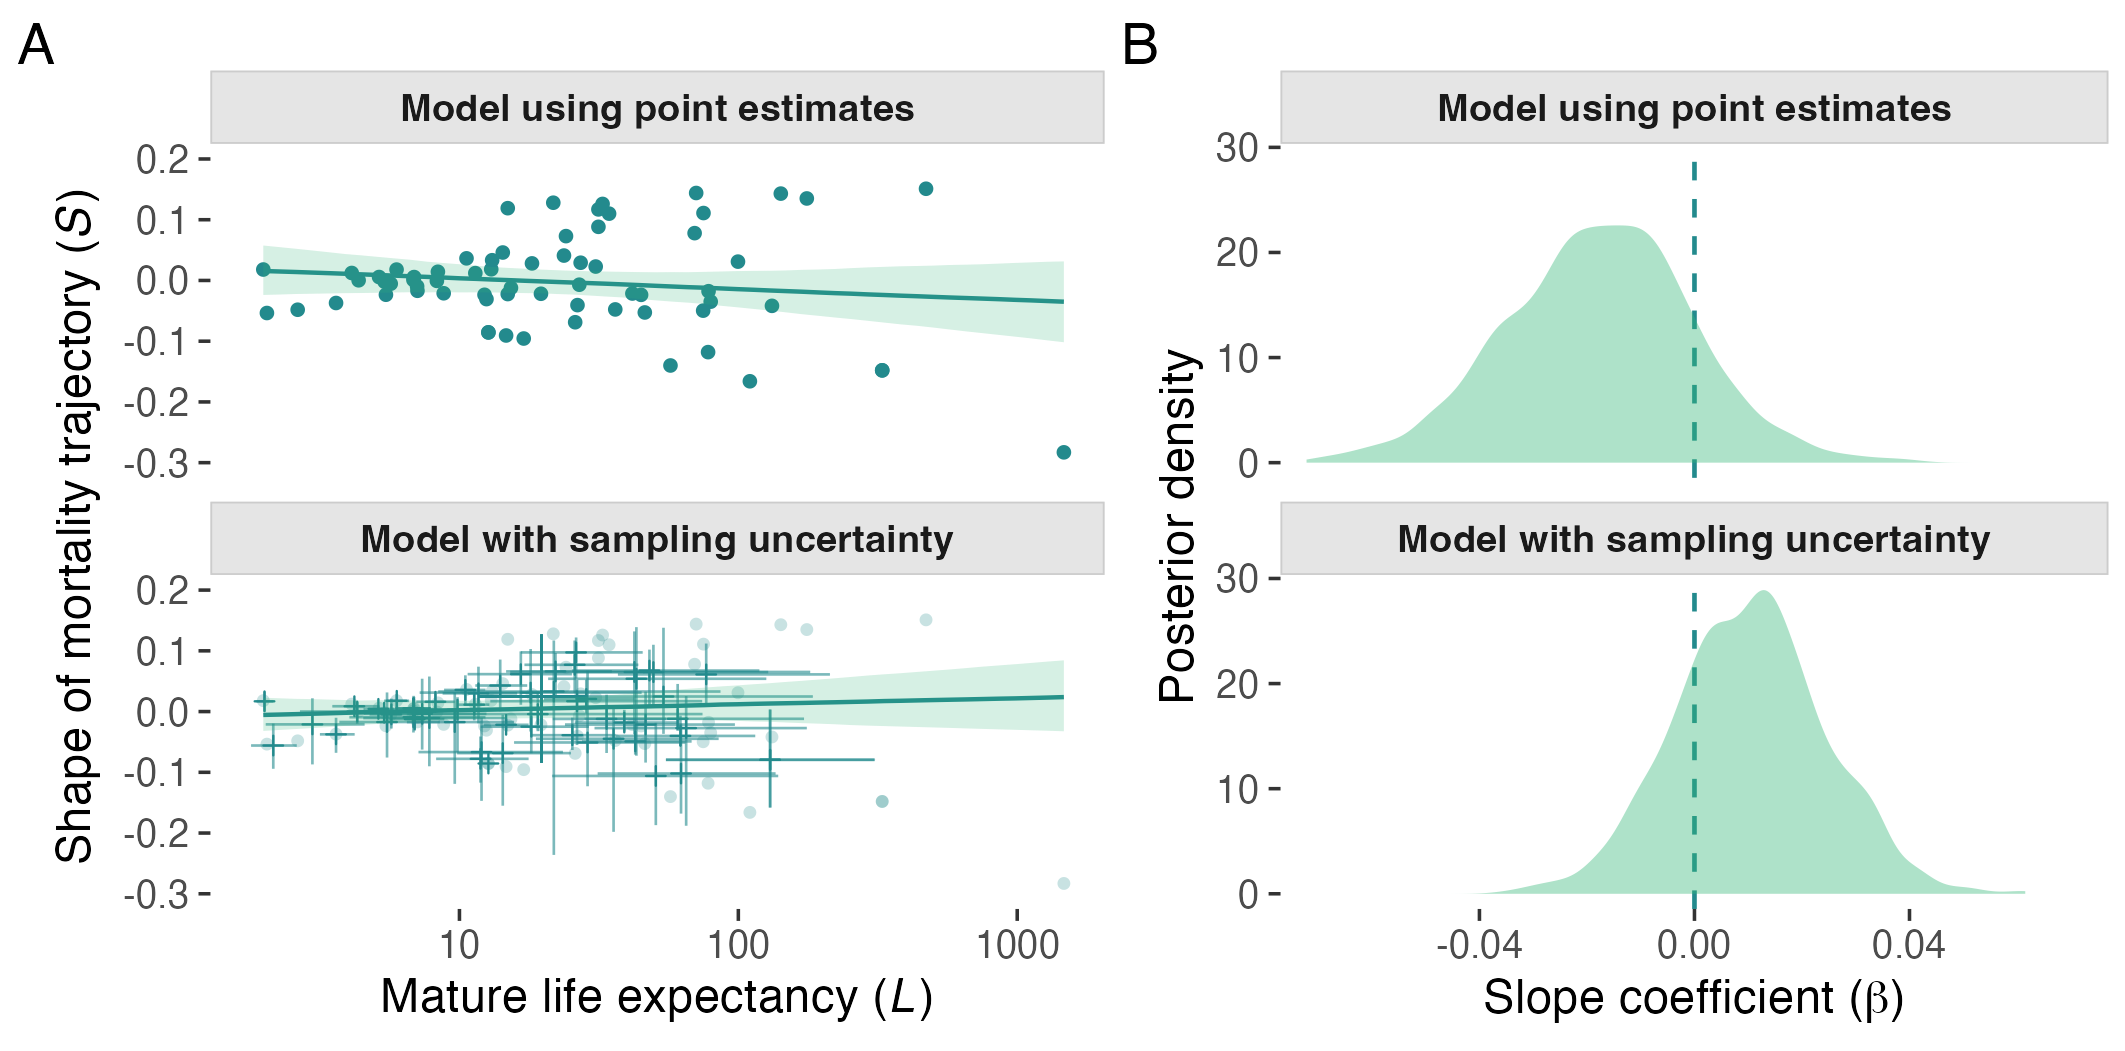 A
Model using point estimates
0.2
0.1
0.0
-0.1
-0.2
-0.3
Model with sampling uncertainty
0.2
0.1
0.0
-0.1
-0.2
-0.3
10 100 1000
Mature life expectancy (L)
Shape of mortality trajectory (S)
B
Model using point estimates
30
20
10
0
Model with sampling uncertainty
30
20
10
0
-0.04 0.00 0.04
Slope coefficient (β)
Posterior density